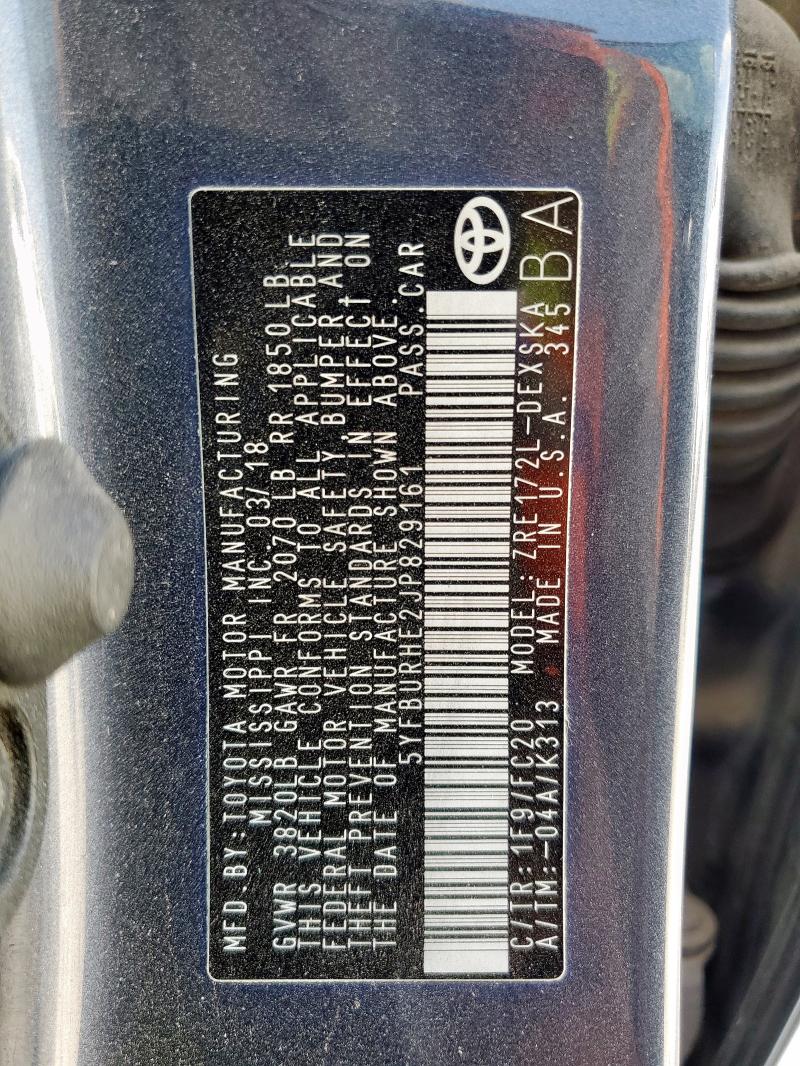 MFD.BY:TOYOTA MOTOR MANUFACTURING
MISSISSIPPI INC.03/18
GVWR 3820LB GAWR FR 2070 LB RR 1850LB
THIS VEHICLE CONFORMS TO ALL APPLICABLE
FEDERAL MOTOR VEHICLE SAFETY, BUMPER AND
THEFT PREVENTION STANDARDS IN EFFECT ON
THE DATE OF MANUFACTURE SHOWN ABOVE.
5YFBURHE2JP829161 PASS.CAR
C/TR:1F9/FC20 MODEL:ZRE172L-DEXSKA
A/TM:-04A/K313 MADE IN U.S.A. 345
BA